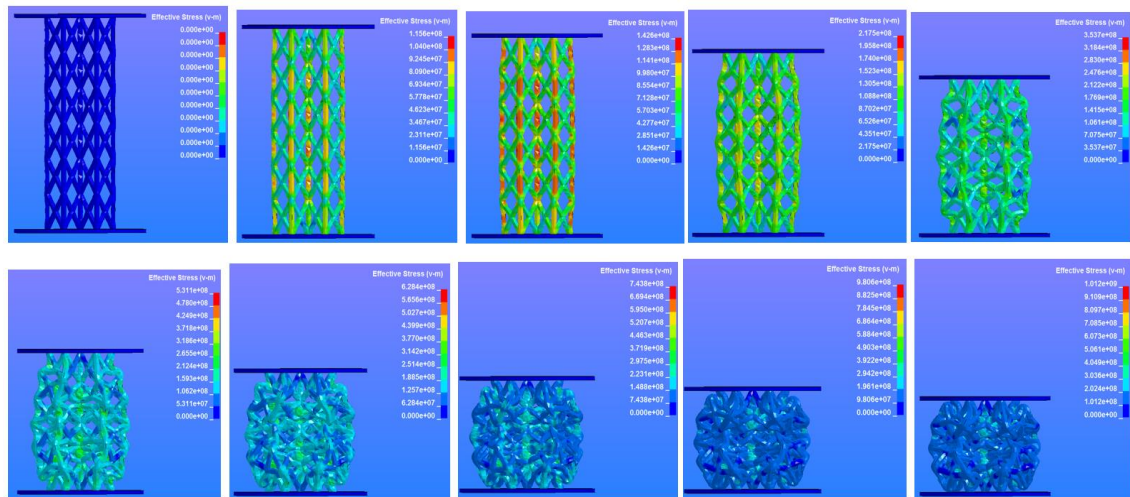 Effective Stress (v-m)
0.000e+00
0.000e+00
0.000e+00
0.000e+00
0.000e+00
0.000e+00
0.000e+00
0.000e+00
0.000e+00
0.000e+00
0.000e+00
Effective Stress (v-m)
1.156e+08
1.040e+08
9.245e+07
8.090e+07
6.934e+07
5.778e+07
4.623e+07
3.467e+07
2.311e+07
1.156e+07
0.000e+00
Effective Stress (v-m)
1.426e+08
1.283e+08
1.141e+08
9.980e+07
8.554e+07
7.128e+07
5.703e+07
4.277e+07
2.851e+07
1.426e+07
0.000e+00
Effective Stress (v-m)
2.175e+08
1.958e+08
1.740e+08
1.523e+08
1.305e+08
1.088e+08
8.702e+07
6.526e+07
4.351e+07
2.175e+07
0.000e+00
Effective Stress (v-m)
3.537e+08
3.184e+08
2.830e+08
2.476e+08
2.122e+08
1.769e+08
1.415e+08
1.061e+08
7.075e+07
3.537e+07
0.000e+00
Effective Stress (v-m)
5.311e+08
4.780e+08
4.249e+08
3.718e+08
3.186e+08
2.655e+08
2.124e+08
1.593e+08
1.062e+08
5.311e+07
0.000e+00
Effective Stress (v-m)
6.284e+08
5.656e+08
5.027e+08
4.399e+08
3.770e+08
3.142e+08
2.514e+08
1.885e+08
1.257e+08
6.284e+07
0.000e+00
Effective Stress (v-m)
7.438e+08
6.694e+08
5.950e+08
5.207e+08
4.463e+08
3.719e+08
2.975e+08
2.231e+08
1.488e+08
7.438e+07
0.000e+00
Effective Stress (v-m)
9.806e+08
8.825e+08
7.845e+08
6.864e+08
5.884e+08
4.903e+08
3.922e+08
2.942e+08
1.961e+08
9.806e+07
0.000e+00
Effective Stress (v-m)
1.012e+09
9.109e+08
8.097e+08
7.085e+08
6.073e+08
5.061e+08
4.049e+08
3.036e+08
2.024e+08
1.012e+08
0.000e+00